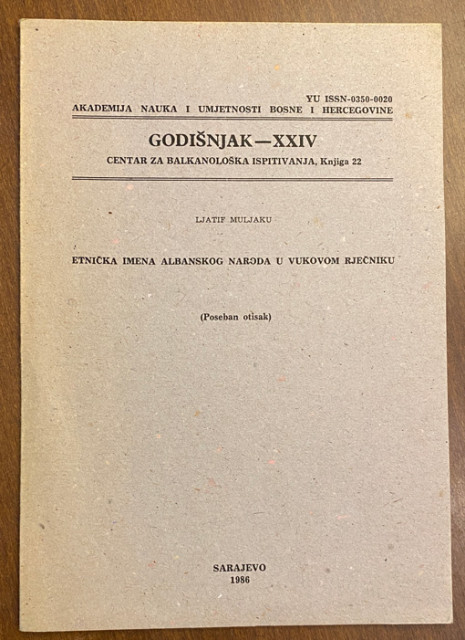 YU ISSN-0350-0020
AKADEMIJA NAUKA I UMJETNOSTI BOSNE I HERCEGOVINE
GODIŠNJAK—XXIV
CENTAR ZA BALKANOLOŠKA ISPITIVANJA, Knjiga 22
LJATIF MULJAKU
ETNIČKA IMENA ALBANSKOG NARODA U VUKOVOM RJEČNIKU
(Poseban otisak)
SARAJEVO
1986